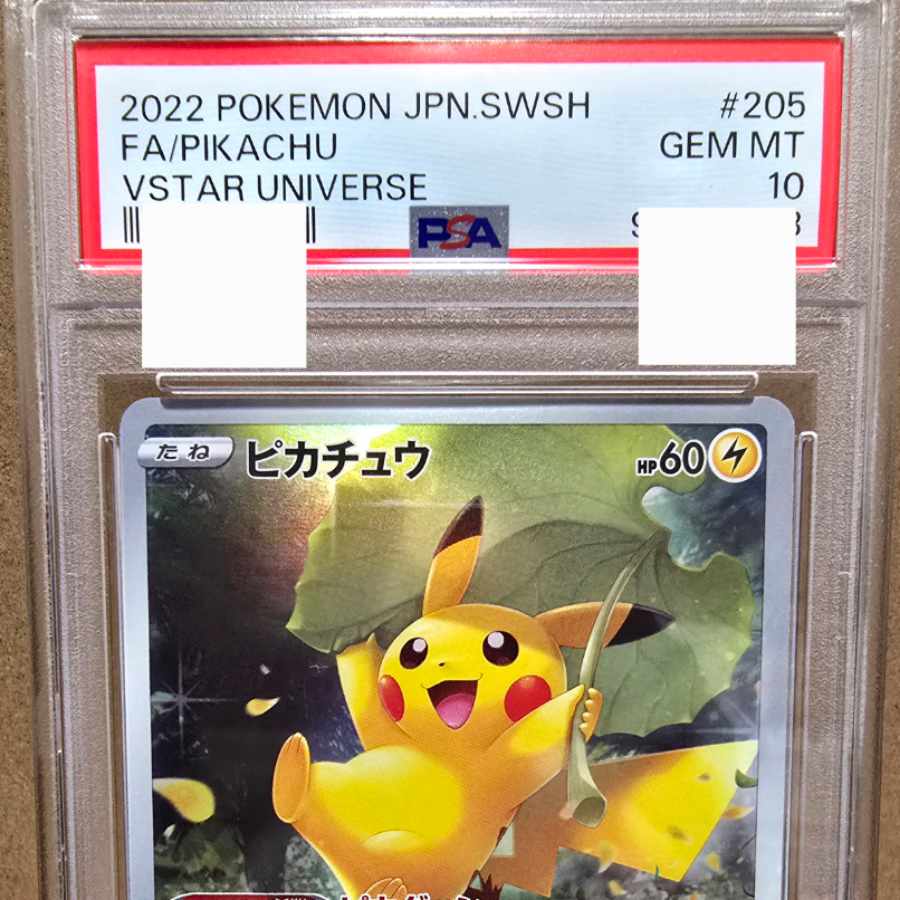 2022 POKEMON JPN.SWSH #205
FA/PIKACHU GEM MT
VSTAR UNIVERSE 10
PSA
たね ピカチュウ HP60